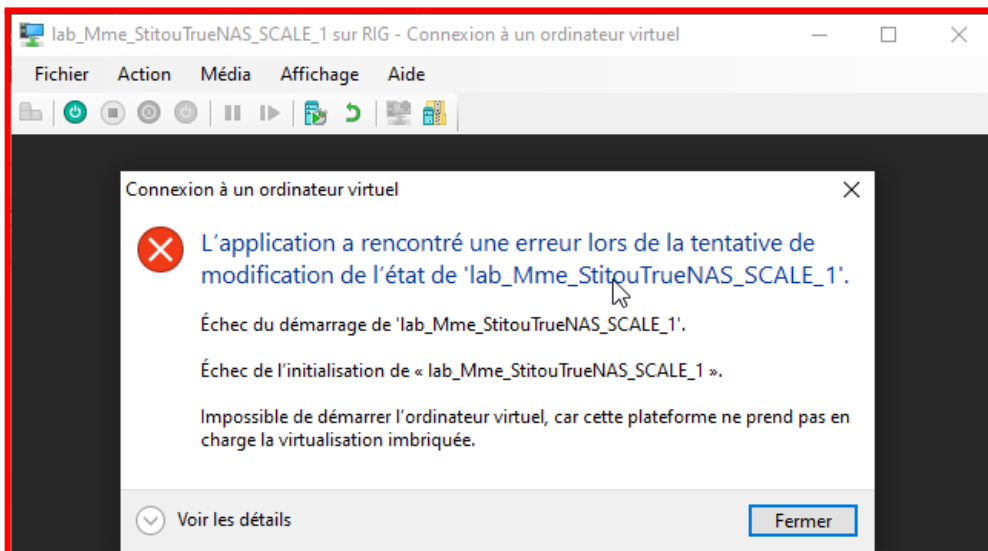 lab_Mme_StitouTrueNAS_SCALE_1 sur RIG - Connexion à un ordinateur virtuel
Fichier Action Média Affichage Aide
Connexion à un ordinateur virtuel
L'application a rencontré une erreur lors de la tentative de
modification de l'état de 'lab_Mme_StitouTrueNAS_SCALE_1'.
Échec du démarrage de 'lab_Mme_StitouTrueNAS_SCALE_1'.
Échec de l'initialisation de « lab_Mme_StitouTrueNAS_SCALE_1 ».
Impossible de démarrer l'ordinateur virtuel, car cette plateforme ne prend pas en
charge la virtualisation imbriquée.
Voir les détails
Fermer